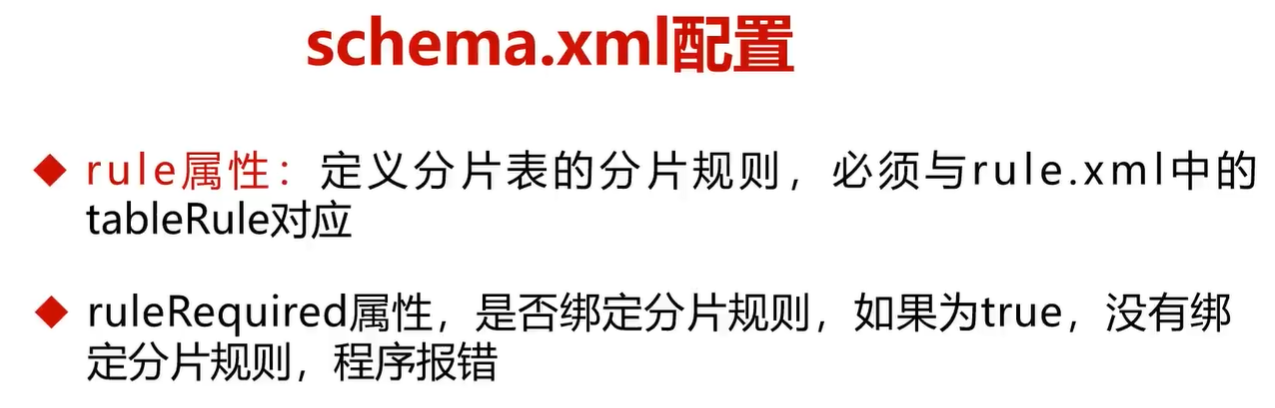 schema.xml配置
rule属性：定义分片表的分片规则，必须与rule.xml中的
tableRule对应
ruleRequired属性，是否绑定分片规则，如果为true，没有绑
定分片规则，程序报错